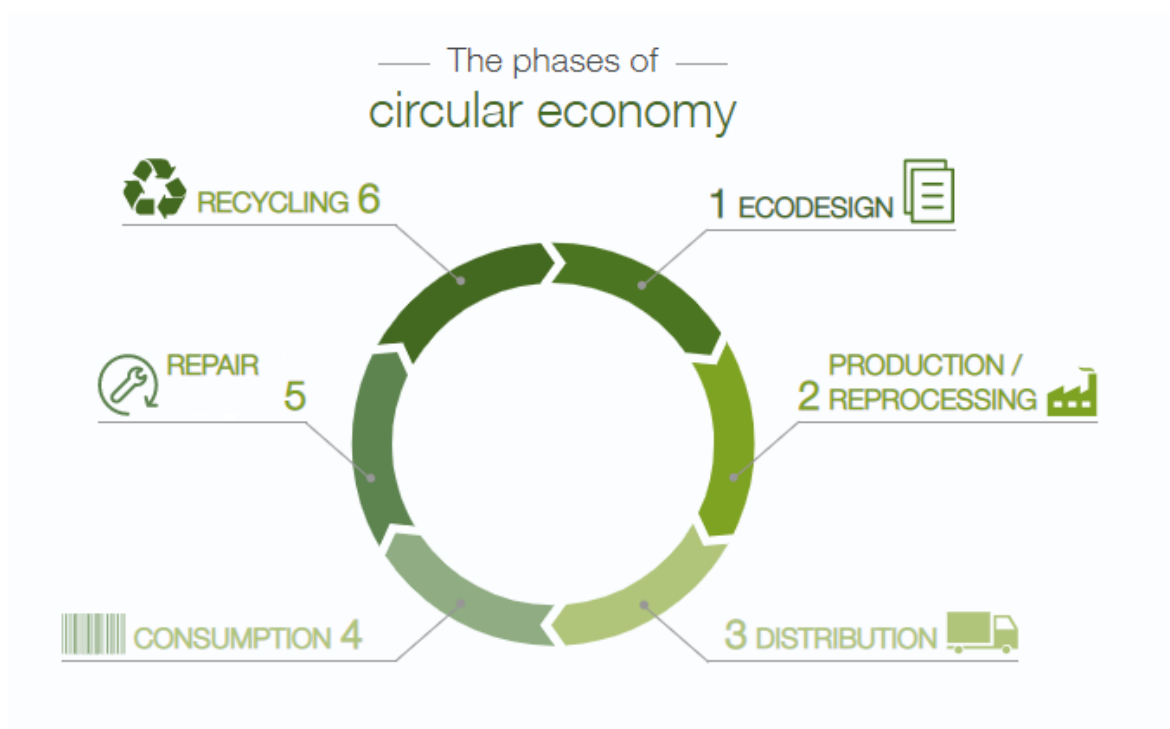 The phases of
circular economy
RECYCLING 6
1 ECODESIGN
REPAIR
5
PRODUCTION /
2 REPROCESSING
CONSUMPTION 4
3 DISTRIBUTION